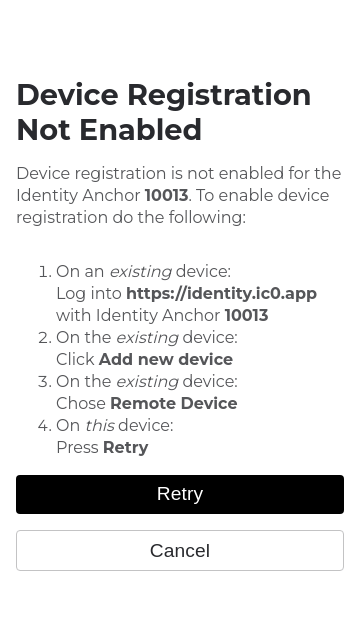 Device Registration
Not Enabled
Device registration is not enabled for the
Identity Anchor 10013. To enable device
registration do the following:
1. On an existing device:
Log into https://identity.ic0.app
with Identity Anchor 10013
2. On the existing device:
Click Add new device
3. On the existing device:
Chose Remote Device
4. On this device:
Press Retry
Retry
Cancel